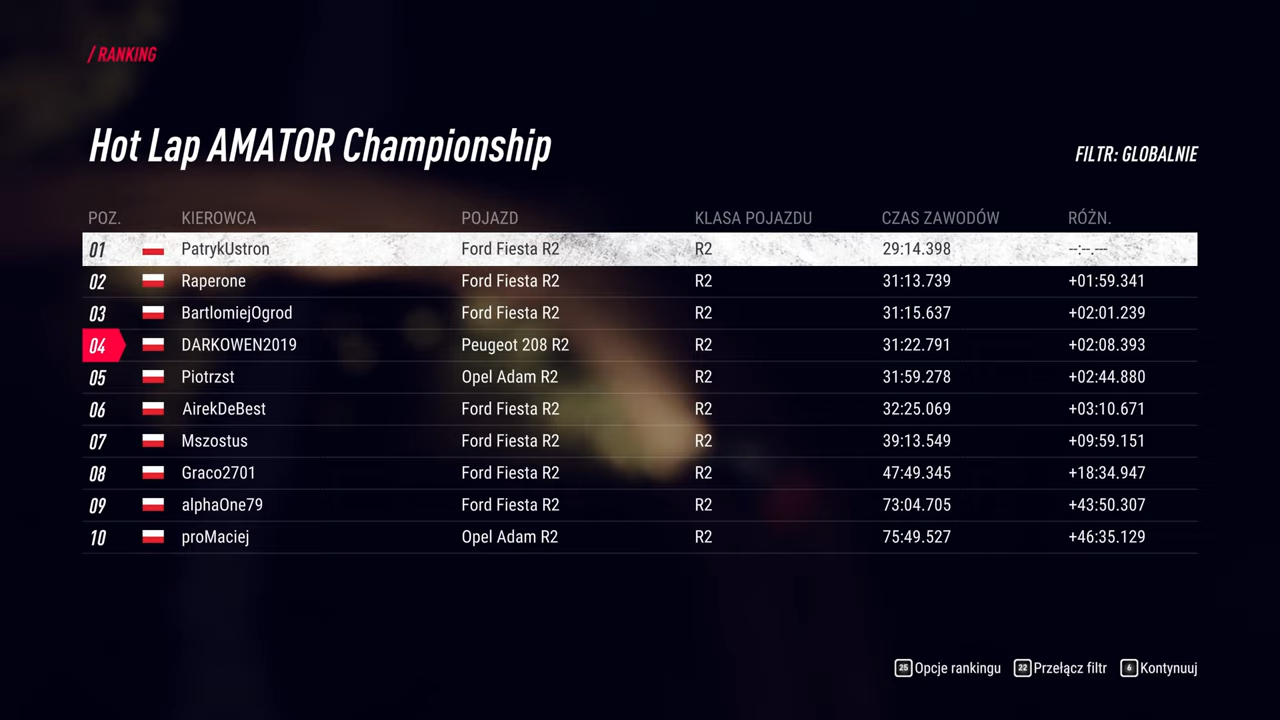 / RANKING
Hot Lap AMATOR Championship
FILTR: GLOBALNIE
POZ. KIEROWCA POJAZD KLASA POJAZDU CZAS ZAWODÓW RÓŻN.
01 PatrykUstron Ford Fiesta R2 R2 29:14.398 --:--.---
02 Raperone Ford Fiesta R2 R2 31:13.739 +01:59.341
03 BartlomiejOgrod Ford Fiesta R2 R2 31:15.637 +02:01.239
04 DARKOWEN2019 Peugeot 208 R2 R2 31:22.791 +02:08.393
05 Piotrzst Opel Adam R2 R2 31:59.278 +02:44.880
06 AirekDeBest Ford Fiesta R2 R2 32:25.069 +03:10.671
07 Mszostus Ford Fiesta R2 R2 39:13.549 +09:59.151
08 Graco2701 Ford Fiesta R2 R2 47:49.345 +18:34.947
09 alphaOne79 Ford Fiesta R2 R2 73:04.705 +43:50.307
10 proMaciej Opel Adam R2 R2 75:49.527 +46:35.129
25 Opcje rankingu 22 Przełącz filtr 6 Kontynuuj